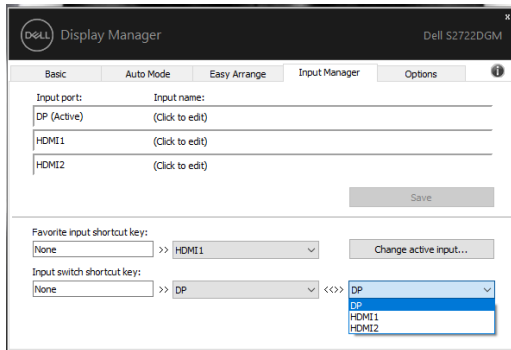 DELL Display Manager
Dell S2722DGM
x
Basic Auto Mode Easy Arrange Input Manager Options i
Input port: Input name:
DP (Active) (Click to edit)
HDMI1 (Click to edit)
HDMI2 (Click to edit)
Save
Favorite input shortcut key:
None >> HDMI1 Change active input...
Input switch shortcut key:
None >> DP <<>> DP
DP
HDMI1
HDMI2